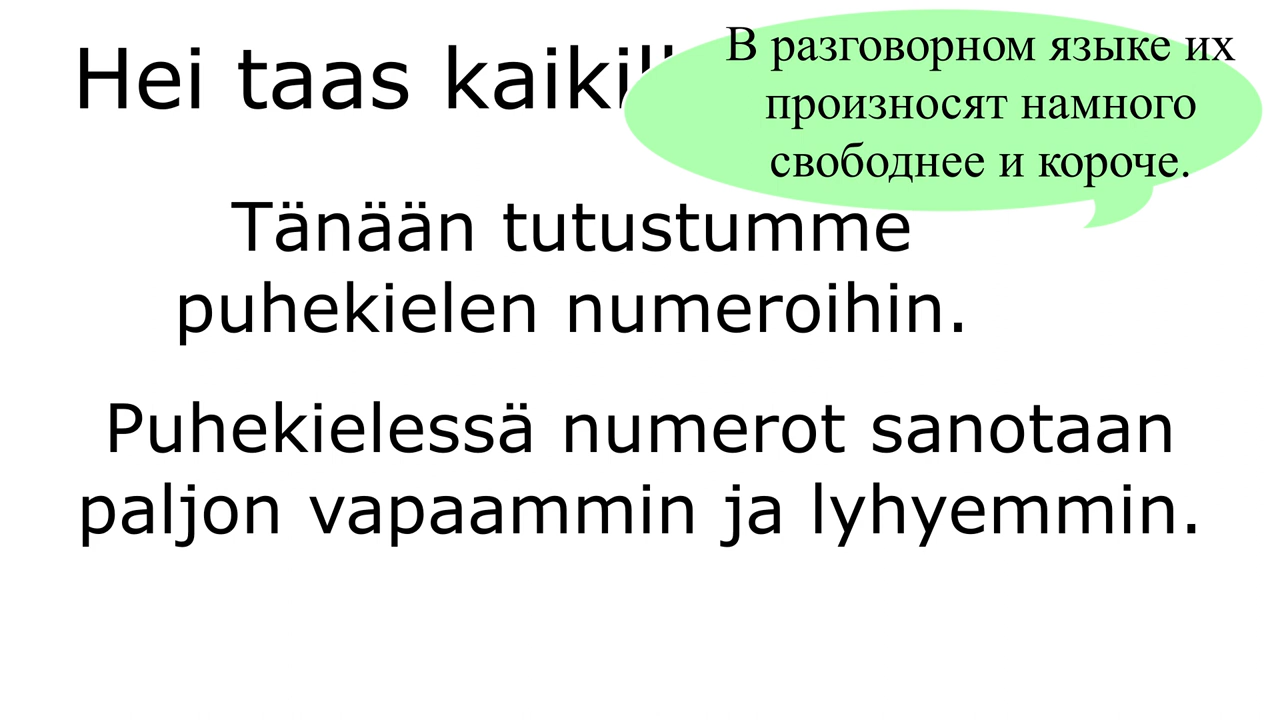 Hei taas
В разговорном языке их
произносят намного
свободнее и короче.
Tänään tutustumme
puhekielen numeroihin.
Puhekielessä numerot sanotaan
paljon vapaammin ja lyhyemmin.